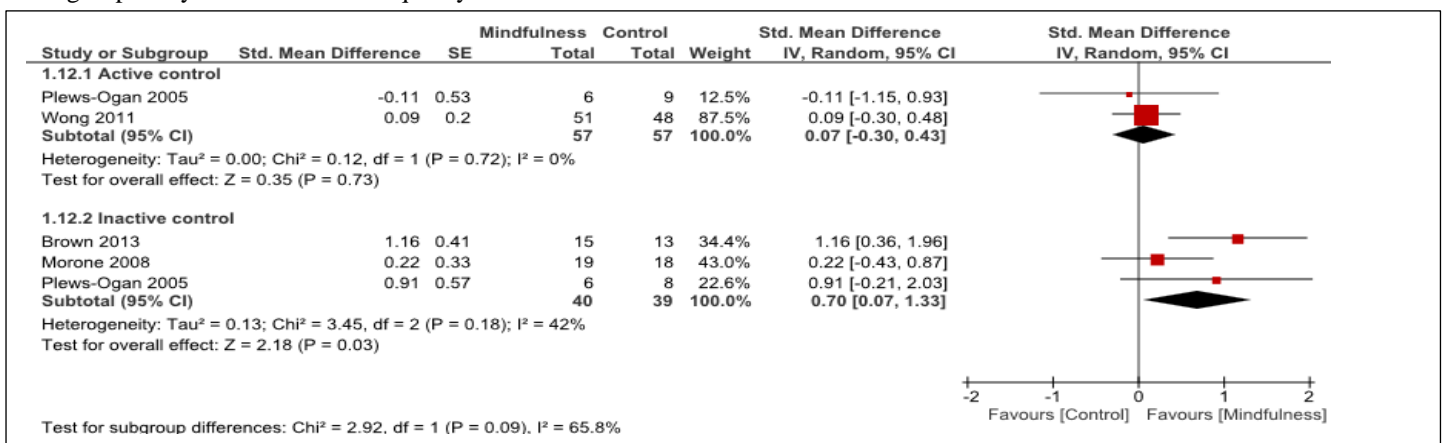 Mindfulness Control Std. Mean Difference Std. Mean Difference
Study or Subgroup Std. Mean Difference SE Total Total Weight IV, Random, 95% CI IV, Random, 95% CI
1.12.1 Active control
Plews-Ogan 2005 -0.11 0.53 6 9 12.5% -0.11 [-1.15, 0.93]
Wong 2011 0.09 0.2 51 48 87.5% 0.09 [-0.30, 0.48]
Subtotal (95% CI) 57 57 100.0% 0.07 [-0.30, 0.43]
Heterogeneity: Tau² = 0.00; Chi² = 0.12, df = 1 (P = 0.72); I² = 0%
Test for overall effect: Z = 0.35 (P = 0.73)
1.12.2 Inactive control
Brown 2013 1.16 0.41 15 13 34.4% 1.16 [0.36, 1.96]
Morone 2008 0.22 0.33 19 18 43.0% 0.22 [-0.43, 0.87]
Plews-Ogan 2005 0.91 0.57 6 8 22.6% 0.91 [-0.21, 2.03]
Subtotal (95% CI) 40 39 100.0% 0.70 [0.07, 1.33]
Heterogeneity: Tau² = 0.13; Chi² = 3.45, df = 2 (P = 0.18); I² = 42%
Test for overall effect: Z = 2.18 (P = 0.03)
-2 -1 0 1 2
Favours [Control] Favours [Mindfulness]
Test for subgroup differences: Chi² = 2.92, df = 1 (P = 0.09), I² = 65.8%